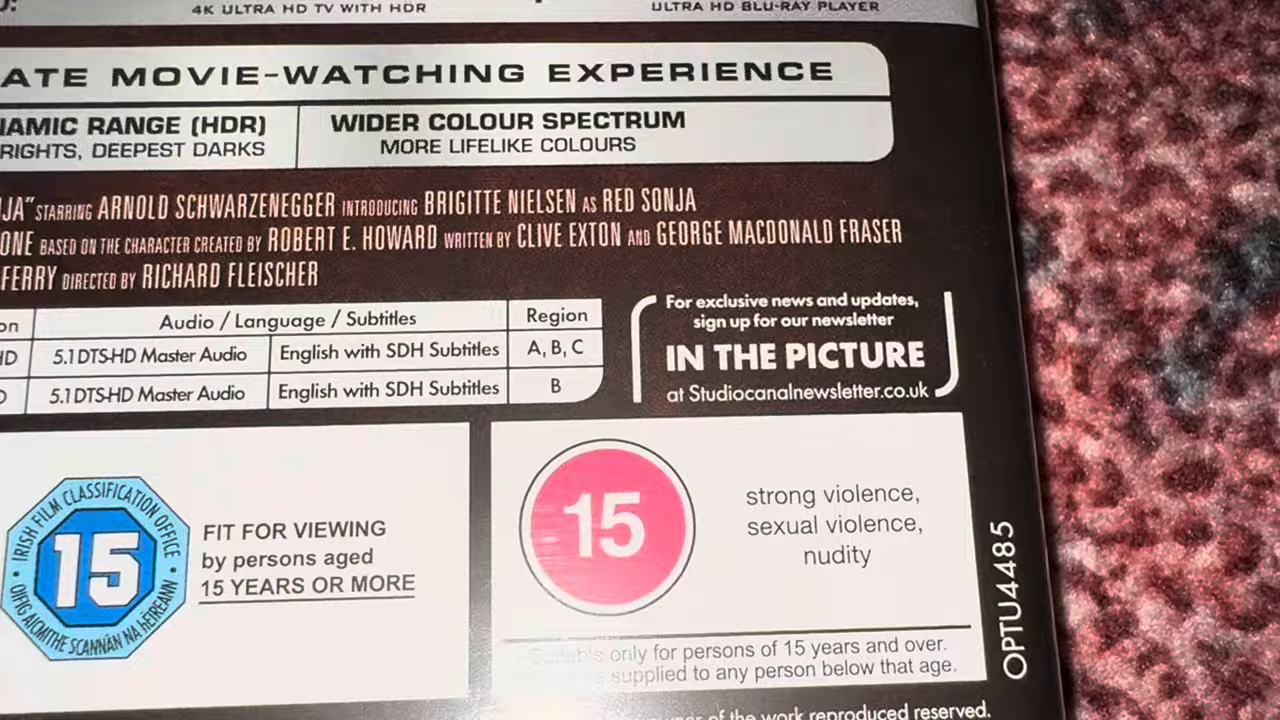 4K ULTRA HD TV WITH HDR
ULTRA HD BLU-RAY PLAYER
ATE MOVIE-WATCHING EXPERIENCE
IAMIC RANGE (HDR)
RIGHTS, DEEPEST DARKS
WIDER COLOUR SPECTRUM
MORE LIFELIKE COLOURS
JA" STARRING ARNOLD SCHWARZENEGGER INTRODUCING BRIGITTE NIELSEN AS RED SONJA
ONE BASED ON THE CHARACTER CREATED BY ROBERT E. HOWARD WRITTEN BY CLIVE EXTON AND GEORGE MACDONALD FRASER
FERRY DIRECTED BY RICHARD FLEISCHER
on Audio / Language / Subtitles Region
HD 5.1 DTS-HD Master Audio English with SDH Subtitles A, B, C
D 5.1 DTS-HD Master Audio English with SDH Subtitles B
For exclusive news and updates,
sign up for our newsletter
IN THE PICTURE
at Studiocanalnewsletter.co.uk
IRISH FILM CLASSIFICATION OFFICE
15
OIFIG AICMITHE SCANNÁN NA hÉIREANN
FIT FOR VIEWING
by persons aged
15 YEARS OR MORE
15
strong violence,
sexual violence,
nudity
only for persons of 15 years and over.
supplied to any person below that age.
OPTU4485
of the work reproduced reserved.